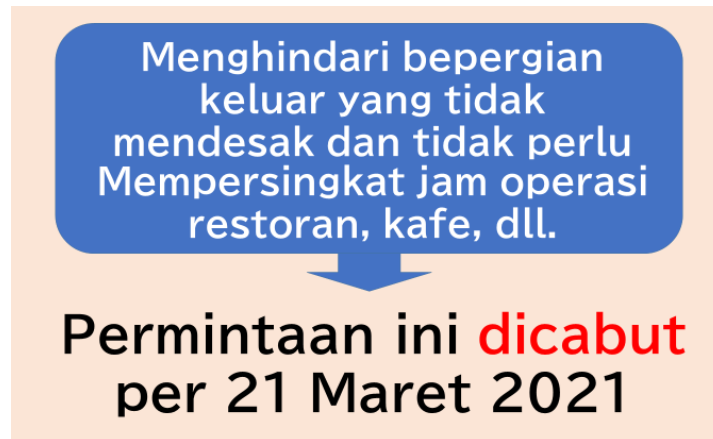 Menghindari bepergian
keluar yang tidak
mendesak dan tidak perlu
Mempersingkat jam operasi
restoran, kafe, dll.
Permintaan ini dicabut
per 21 Maret 2021